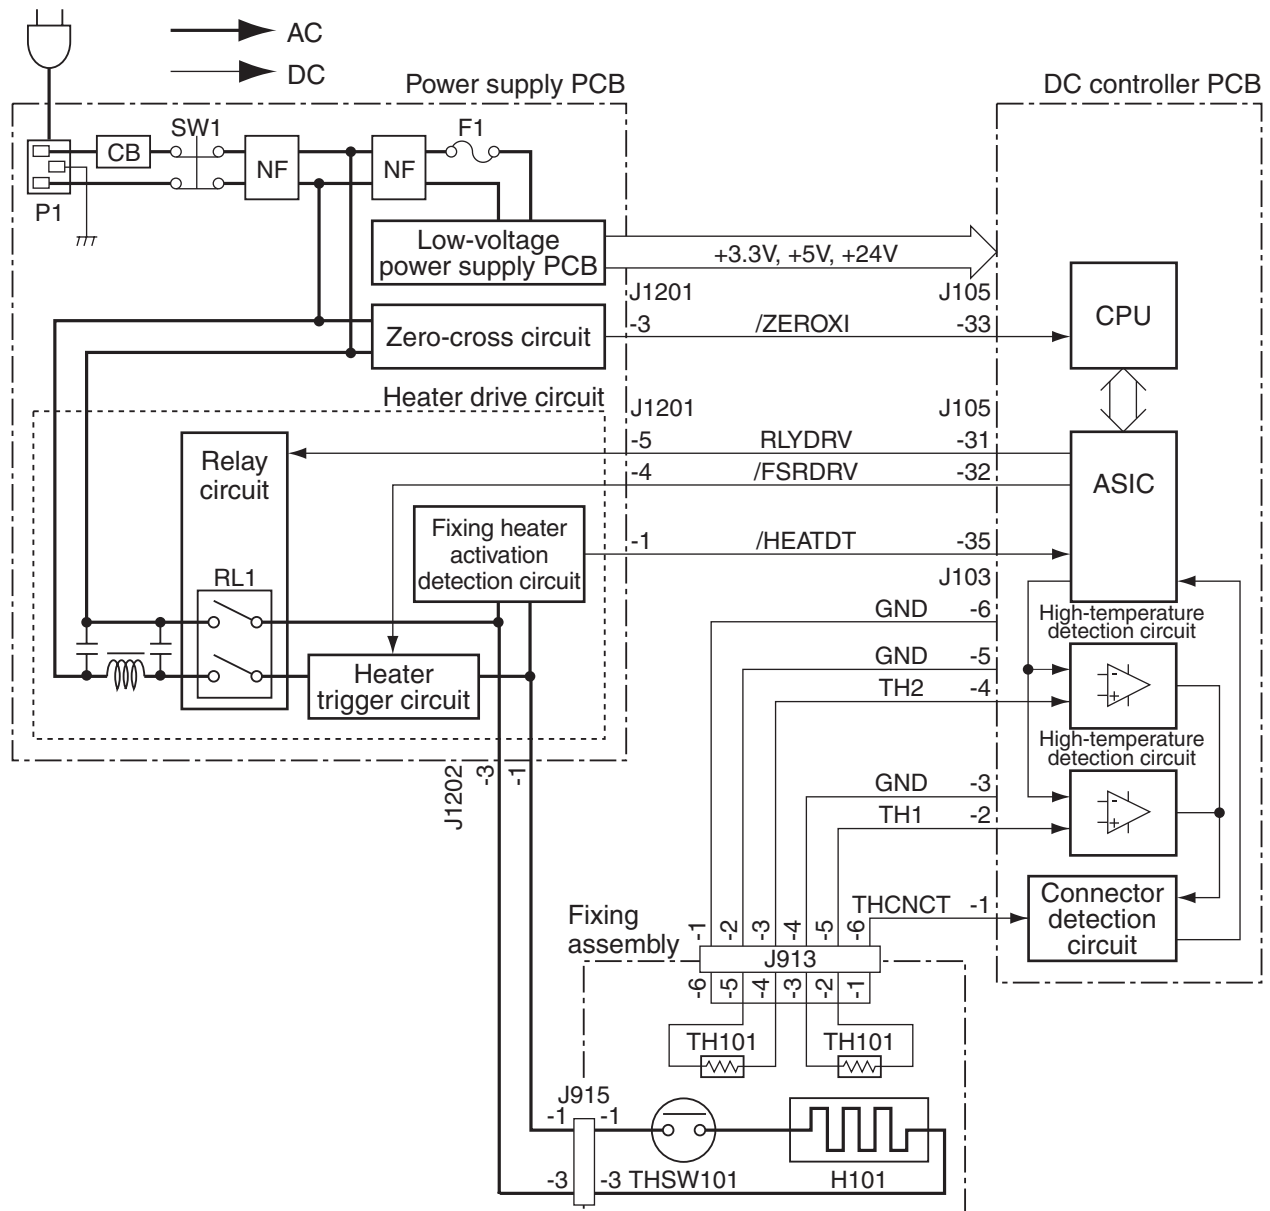 AC
DC
Power supply PCB
DC controller PCB
SW1
F1
CB
NF
NF
P1
Low-voltage
power supply PCB
+3.3V, +5V, +24V
J1201
J105
CPU
Zero-cross circuit
-3
/ZEROXI
-33
Heater drive circuit
J1201
J105
-5
RLYDRV
-31
Relay
circuit
-4
/FSRDRV
-32
ASIC
Fixing heater
activation
detection circuit
-1
/HEATDT
-35
RL1
J103
GND
-6
High-temperature
detection circuit
GND
-5
Heater
trigger circuit
TH2
-4
-
+
High-temperature
detection circuit
J1202
-3
-1
GND
-3
TH1
-2
-
+
THCNCT
-1
Connector
detection
circuit
Fixing
assembly
-1
-2
-3
-4
-5
-6
J913
-6
-5
-4
-3
-2
-1
TH101
TH101
J915
-1
-1
-3
-3
THSW101
H101